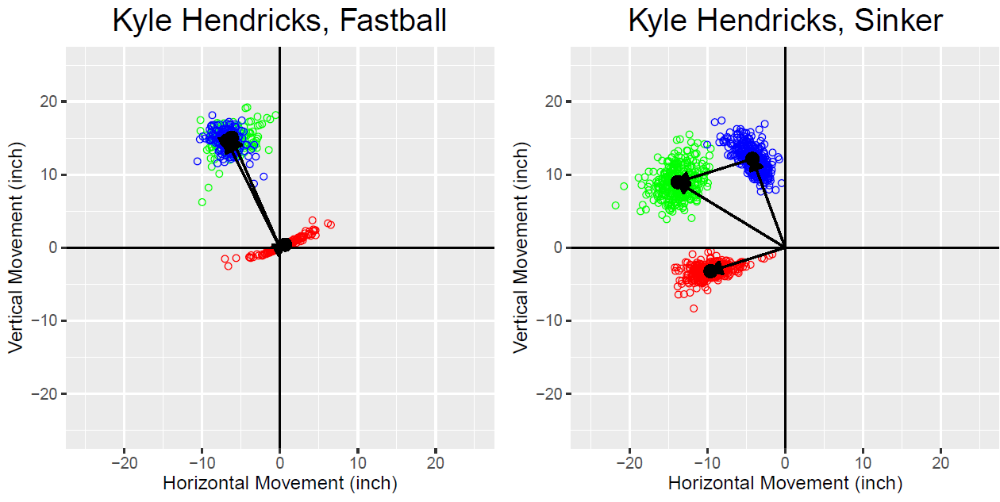 Kyle Hendricks, Fastball
Vertical Movement (inch)
20
10
0
−10
−20
−20 −10 0 10 20
Horizontal Movement (inch)
Kyle Hendricks, Sinker
Vertical Movement (inch)
20
10
0
−10
−20
−20 −10 0 10 20
Horizontal Movement (inch)